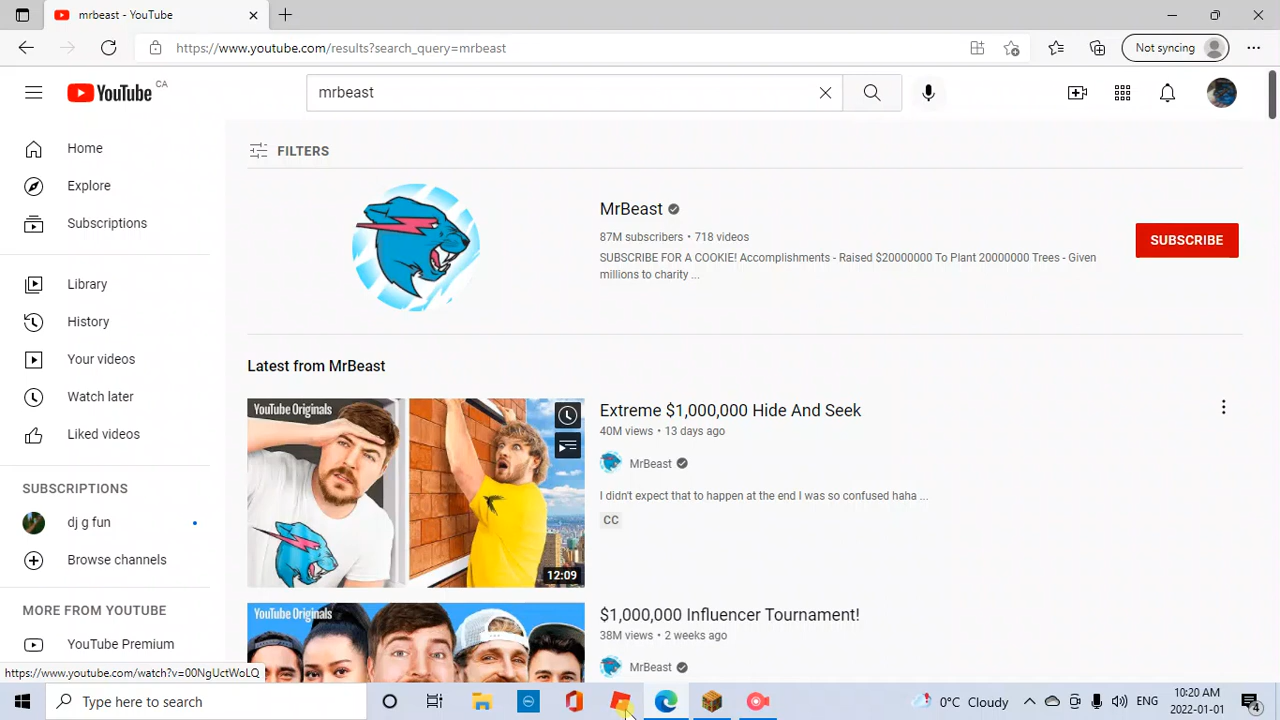 mrbeast - YouTube
https://www.youtube.com/results?search_query=mrbeast
Not syncing
YouTube CA
mrbeast
Home
Explore
Subscriptions
Library
History
Your videos
Watch later
Liked videos
SUBSCRIPTIONS
dj g fun
Browse channels
MORE FROM YOUTUBE
YouTube Premium
FILTERS
MrBeast
87M subscribers • 718 videos
SUBSCRIBE FOR A COOKIE! Accomplishments - Raised $20000000 To Plant 20000000 Trees - Given
millions to charity ...
SUBSCRIBE
Latest from MrBeast
YouTube Originals
12:09
Extreme $1,000,000 Hide And Seek
40M views • 13 days ago
MrBeast
I didn't expect that to happen at the end I was so confused haha ...
CC
YouTube Originals
$1,000,000 Influencer Tournament!
38M views • 2 weeks ago
MrBeast
https://www.youtube.com/watch?v=00NgUctWoLQ
Type here to search
0°C Cloudy
ENG
10:20 AM
2022-01-01
4